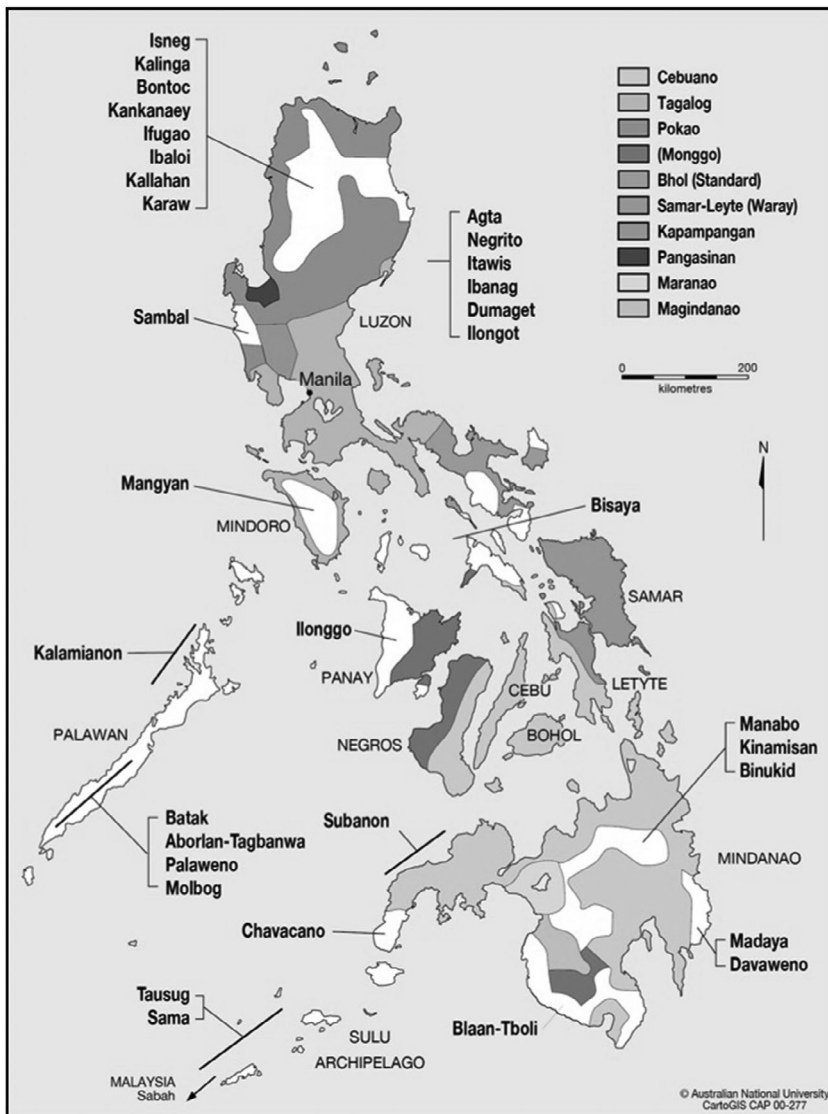 Isneg
Kalinga
Bontoc
Kankanaey
Ifugao
Ibaloi
Kallahan
Karaw
Cebuano
Tagalog
Pokao
(Monggo)
Bhol (Standard)
Samar-Leyte (Waray)
Kapampangan
Pangasinan
Maranao
Magindanao
Agta
Negrito
Itawis
Ibanag
Dumaget
Ilongot
LUZON
Sambal
0 200
kilometres
Manila
N
Mangyan
MINDORO
Bisaya
SAMAR
Ilonggo
Kalamianon
PANAY
CEBU
LETYTE
PALAWAN
NEGROS
BOHOL
Manabo
Kinamisan
Binukid
Batak
Aborlan-Tagbanwa
Palaweno
Molbog
Subanon
MINDANAO
Chavacano
Madaya
Davaweno
Tausug
Sama
Blaan-Tboli
SULU
ARCHIPELAGO
MALAYSIA
Sabah
© Australian National University
CartoGIS CAP 00-277